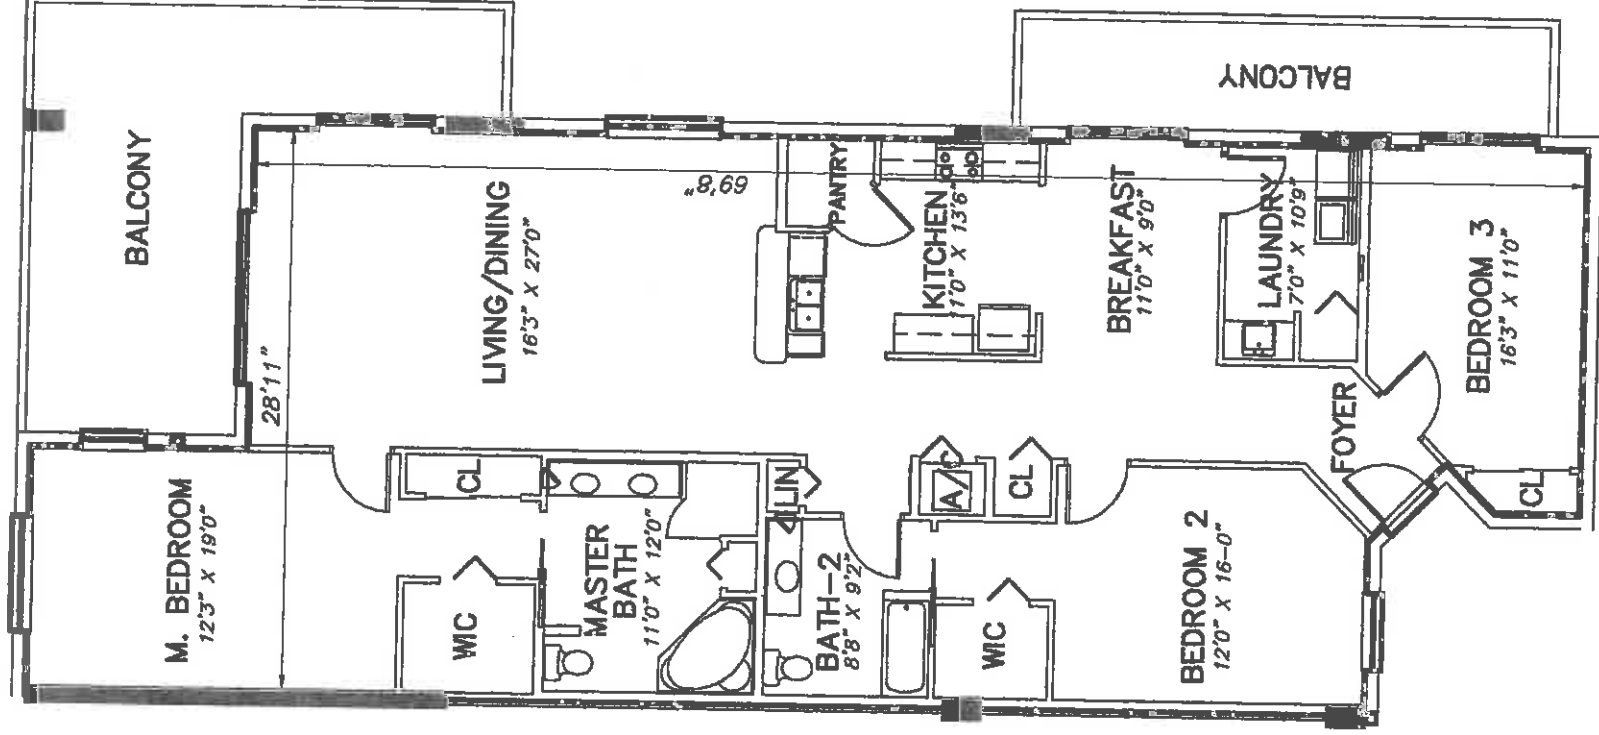 BALCONY
BALCONY
LIVING/DINING
16'3" X 27'0"
69'8"
28'11"
PANTRY
KITCHEN
1'0" X 13'6"
BREAKFAST
11'0" X 9'0"
LAUNDRY
7'0" X 10'9"
BEDROOM 3
16'3" X 11'0"
FOYER
CL
M. BEDROOM
12'3" X 19'0"
CL
WIC
MASTER
BATH
11'0" X 12'0"
LIN
BATH-2
8'8" X 9'2"
A/C
CL
WIC
BEDROOM 2
12'0" X 16-0"